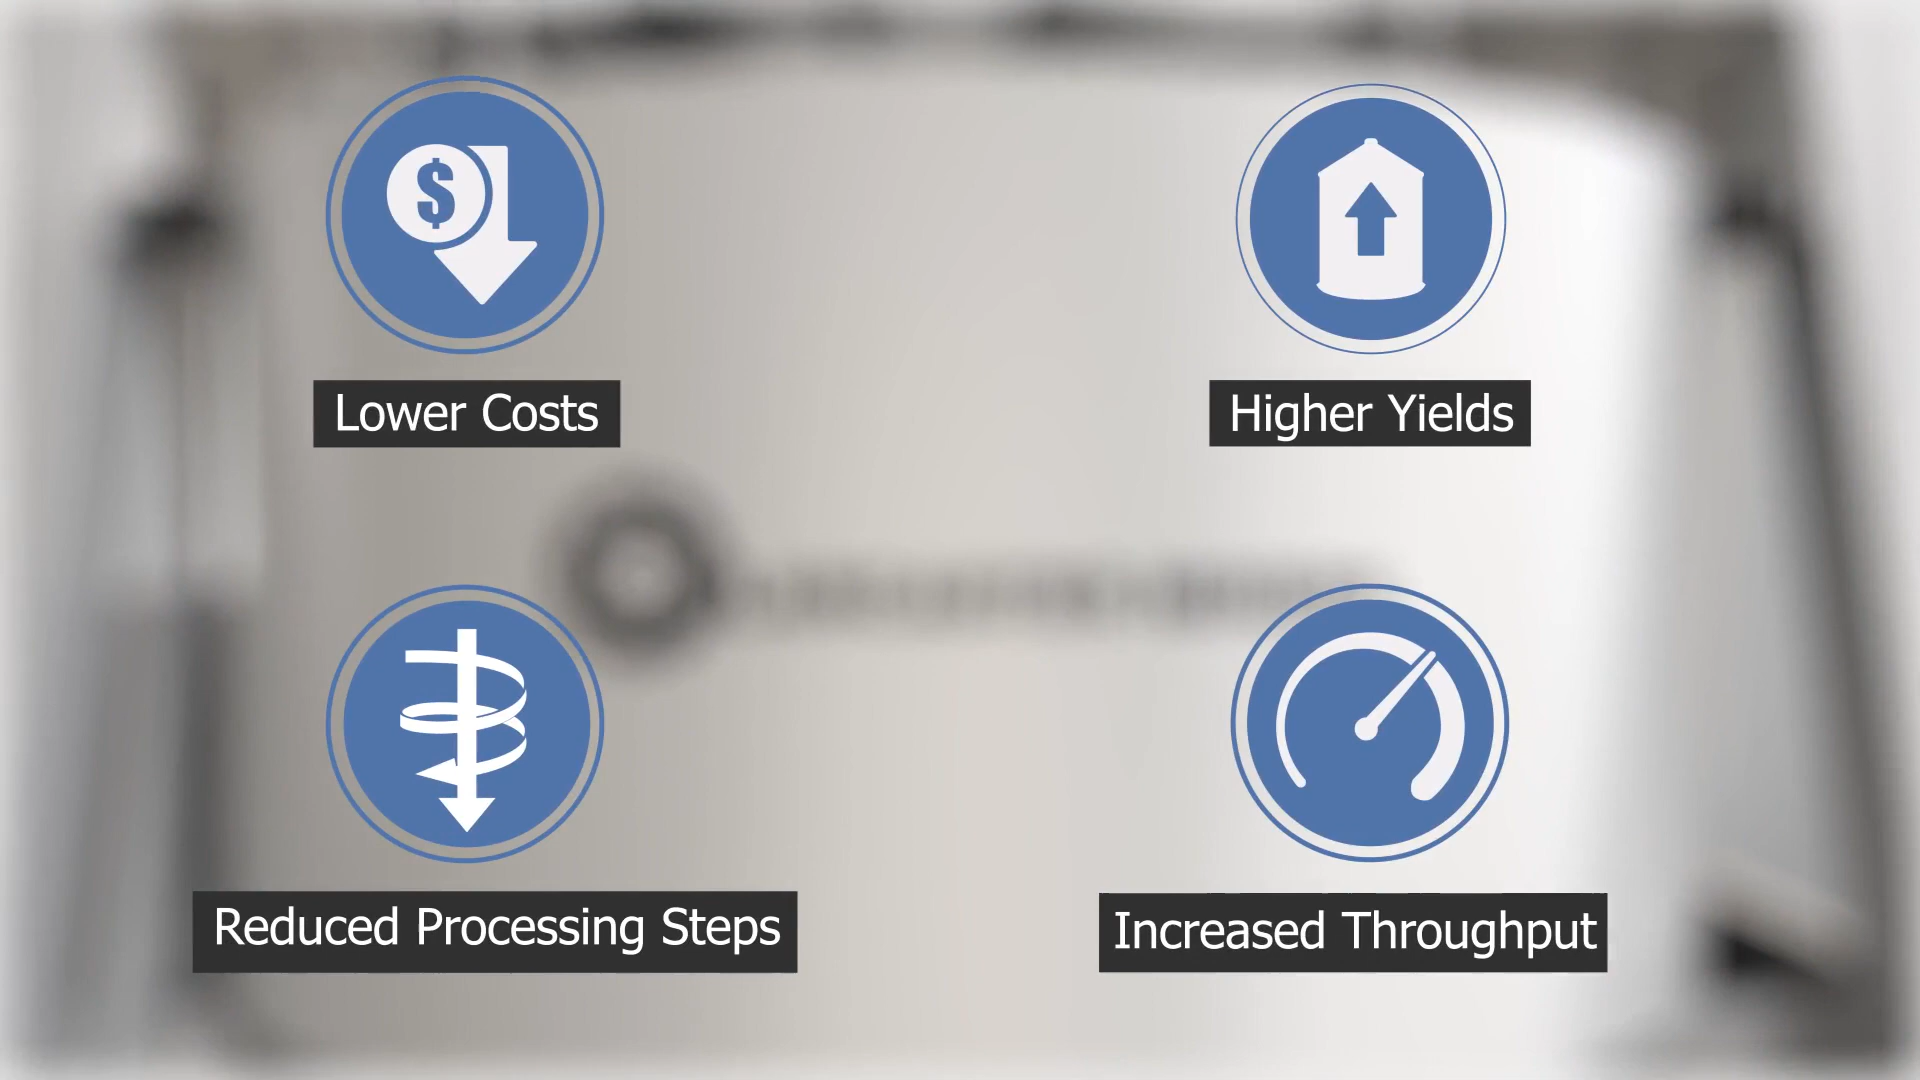 $
Lower Costs
Higher Yields
Reduced Processing Steps
Increased Throughput